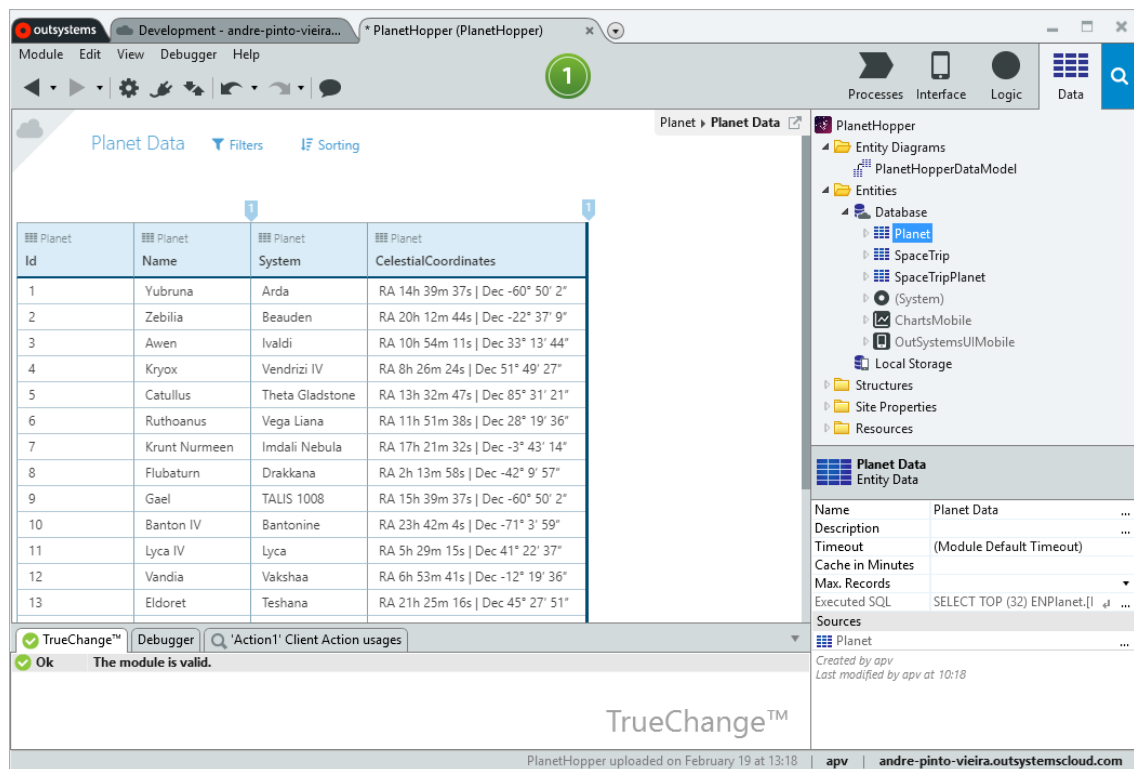 outsystems
Development - andre-pinto-vieira...
* PlanetHopper (PlanetHopper)
Module Edit View Debugger Help
1
Processes Interface Logic Data
Planet Data Filters Sorting
Planet Planet Data
1 1
Planet Planet Planet Planet
Id Name System CelestialCoordinates
1 Yubruna Arda RA 14h 39m 37s | Dec -60° 50' 2"
2 Zebilia Beauden RA 20h 12m 44s | Dec -22° 37' 9"
3 Awen Ivaldi RA 10h 54m 11s | Dec 33° 13' 44"
4 Kryox Vendrizi IV RA 8h 26m 24s | Dec 51° 49' 27"
5 Catullus Theta Gladstone RA 13h 32m 47s | Dec 85° 31' 21"
6 Ruthoanus Vega Liana RA 11h 51m 38s | Dec 28° 19' 36"
7 Krunt Nurmeen Imdali Nebula RA 17h 21m 32s | Dec -3° 43' 14"
8 Flubaturn Drakkana RA 2h 13m 58s | Dec -42° 9' 57"
9 Gael TALIS 1008 RA 15h 39m 37s | Dec -60° 50' 2"
10 Banton IV Bantonine RA 23h 42m 4s | Dec -71° 3' 59"
11 Lyca IV Lyca RA 5h 29m 15s | Dec 41° 22' 37"
12 Vandia Vakshaa RA 6h 53m 41s | Dec -12° 19' 36"
13 Eldoret Teshana RA 21h 25m 16s | Dec 45° 27' 51"
PlanetHopper
Entity Diagrams
PlanetHopperDataModel
Entities
Database
Planet
SpaceTrip
SpaceTripPlanet
(System)
ChartsMobile
OutSystemsUIMobile
Local Storage
Structures
Site Properties
Resources
Planet Data
Entity Data
Name Planet Data ...
Description ...
Timeout (Module Default Timeout)
Cache in Minutes
Max. Records
Executed SQL SELECT TOP (32) ENPlanet.[I ...
Sources
Planet ...
Created by apv
Last modified by apv at 10:18
TrueChange™ Debugger 'Action1' Client Action usages
Ok The module is valid.
TrueChange™
PlanetHopper uploaded on February 19 at 13:18 | apv | andre-pinto-vieira.outsystemscloud.com